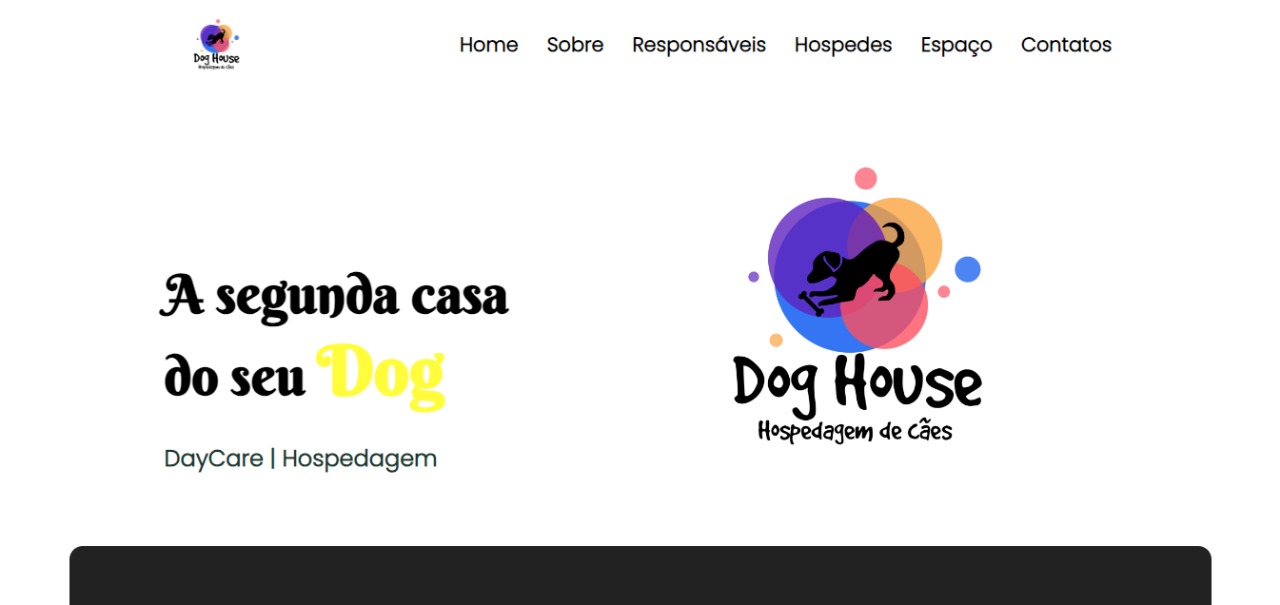 Dog House
Hospedagem de Cães
Home Sobre Responsáveis Hospedes Espaço Contatos
A segunda casa
do seu Dog
DayCare | Hospedagem
Dog House
Hospedagem de Cães